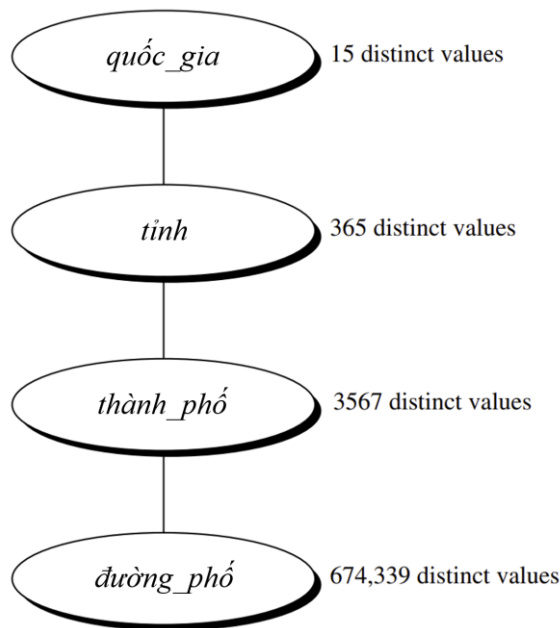 quốc_gia 15 distinct values
tỉnh 365 distinct values
thành_phố 3567 distinct values
đường_phố 674,339 distinct values